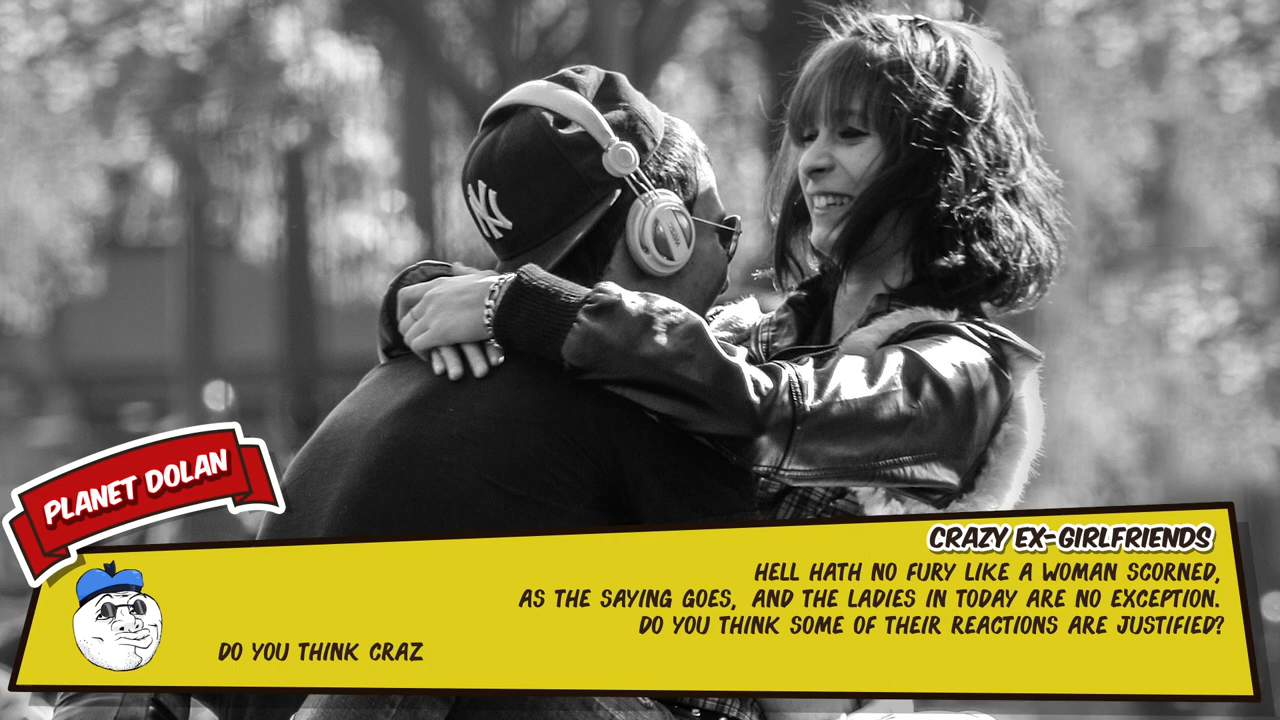 PLANET DOLAN
CRAZY EX-GIRLFRIENDS
HELL HATH NO FURY LIKE A WOMAN SCORNED,
AS THE SAYING GOES, AND THE LADIES IN TODAY ARE NO EXCEPTION.
DO YOU THINK SOME OF THEIR REACTIONS ARE JUSTIFIED?
DO YOU THINK CRAZ
NY